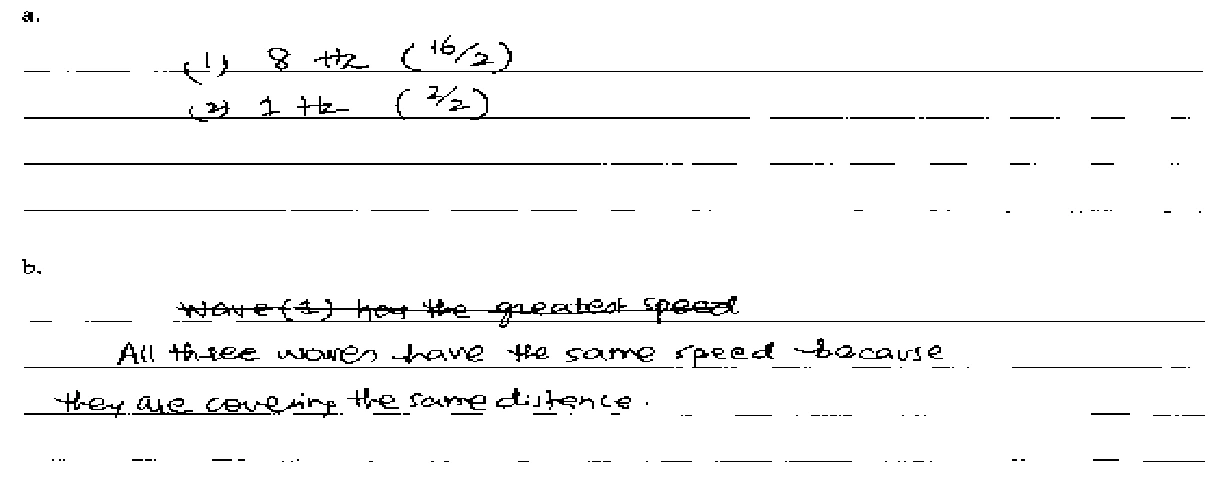 a.
(1) 8 Hz (16/2)
(2) 1 Hz (2/2)
b.
Wave (1) has the greatest speed
All three waves have the same speed because
they are covering the same distence.